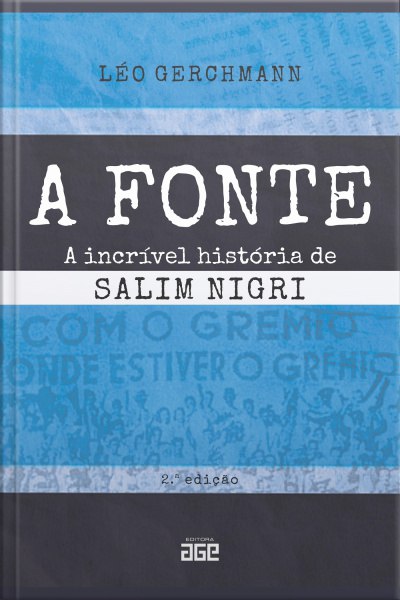 LÉO GERCHMANN
A FONTE
A incrível história de
SALIM NIGRI
COM O GRÊMIO
ONDE ESTIVER O GRÊMIO
2.ª edição
EDITORA
AGE